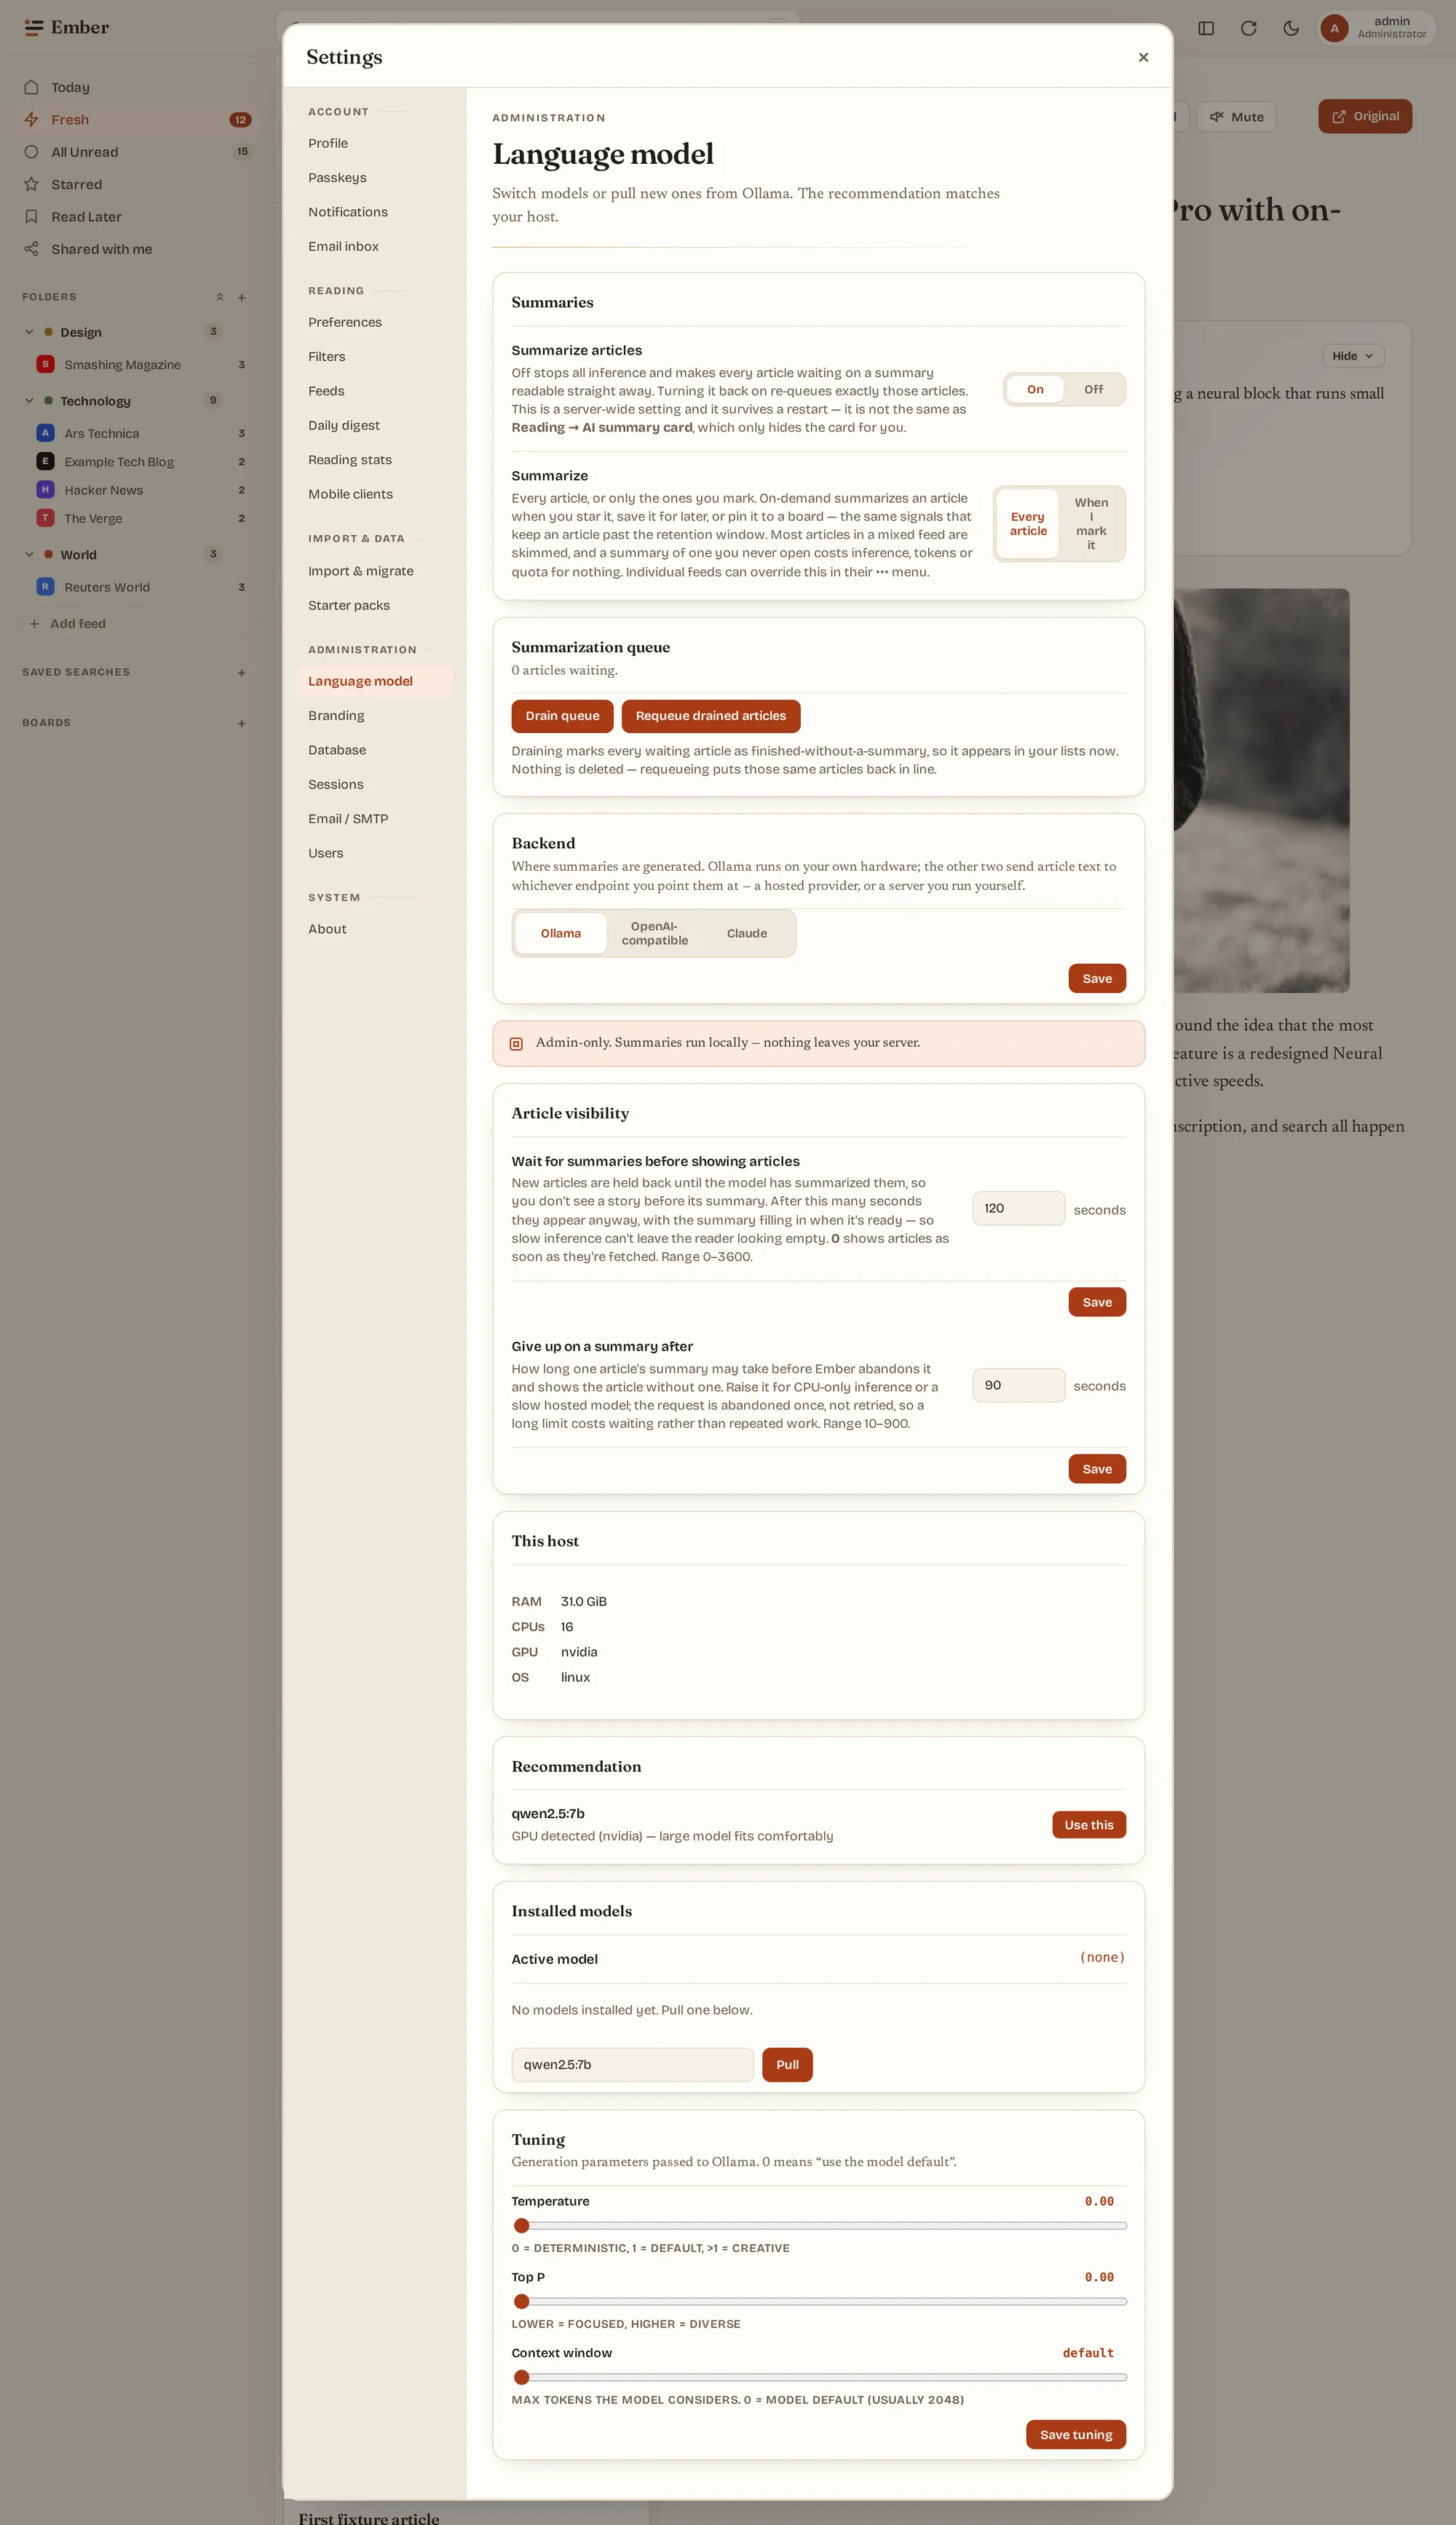 Ember
admin
Administrator
A
Today
Fresh 12
All Unread 15
Starred
Read Later
Shared with me
FOLDERS
Design 3
S Smashing Magazine 3
Technology 9
A Ars Technica 3
E Example Tech Blog 2
H Hacker News 2
T The Verge 2
World 3
R Reuters World 3
+ Add feed
SAVED SEARCHES +
BOARDS +
Settings
ACCOUNT
Profile
Passkeys
Notifications
Email inbox
READING
Preferences
Filters
Feeds
Daily digest
Reading stats
Mobile clients
IMPORT & DATA
Import & migrate
Starter packs
ADMINISTRATION
Language model
Branding
Database
Sessions
Email / SMTP
Users
SYSTEM
About
ADMINISTRATION
Language model
Switch models or pull new ones from Ollama. The recommendation matches
your host.
Summaries
Summarize articles
Off stops all inference and makes every article waiting on a summary
readable straight away. Turning it back on re-queues exactly those articles.
This is a server-wide setting and it survives a restart — it is not the same as
Reading → AI summary card, which only hides the card for you.
On Off
Summarize
Every article, or only the ones you mark. On-demand summarizes an article
when you star it, save it for later, or pin it to a board — the same signals that
keep an article past the retention window. Most articles in a mixed feed are
skimmed, and a summary of one you never open costs inference, tokens or
quota for nothing. Individual feeds can override this in their ••• menu.
Every
article
When
I
mark
it
Summarization queue
0 articles waiting.
Drain queue Requeue drained articles
Draining marks every waiting article as finished-without-a-summary, so it appears in your lists now.
Nothing is deleted — requeueing puts those same articles back in line.
Backend
Where summaries are generated. Ollama runs on your own hardware; the other two send article text to
whichever endpoint you point them at — a hosted provider, or a server you run yourself.
Ollama
OpenAI-
compatible
Claude
Save
Admin-only. Summaries run locally — nothing leaves your server.
Article visibility
Wait for summaries before showing articles
New articles are held back until the model has summarized them, so
you don't see a story before its summary. After this many seconds
they appear anyway, with the summary filling in when it's ready — so
slow inference can't leave the reader looking empty. 0 shows articles as
soon as they're fetched. Range 0–3600.
120 seconds
Save
Give up on a summary after
How long one article's summary may take before Ember abandons it
and shows the article without one. Raise it for CPU-only inference or a
slow hosted model; the request is abandoned once, not retried, so a
long limit costs waiting rather than repeated work. Range 10–900.
90 seconds
Save
This host
RAM 31.0 GiB
CPUs 16
GPU nvidia
OS linux
Recommendation
qwen2.5:7b
GPU detected (nvidia) — large model fits comfortably
Use this
Installed models
Active model (none)
No models installed yet. Pull one below.
qwen2.5:7b Pull
Tuning
Generation parameters passed to Ollama. 0 means “use the model default”.
Temperature 0.00
0 = DETERMINISTIC, 1 = DEFAULT, >1 = CREATIVE
Top P 0.00
LOWER = FOCUSED, HIGHER = DIVERSE
Context window default
MAX TOKENS THE MODEL CONSIDERS. 0 = MODEL DEFAULT (USUALLY 2048)
Save tuning
Mute
Original
Pro with on-
Hide
g a neural block that runs small
ound the idea that the most
eature is a redesigned Neural
ctive speeds.
nscription, and search all happen
First fixture article